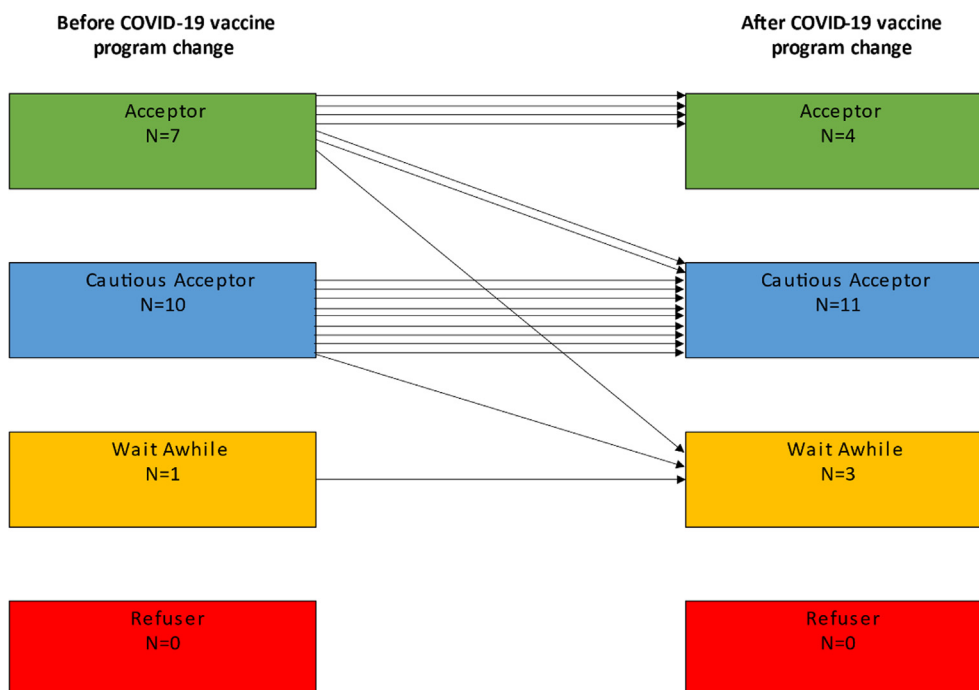 Before COVID-19 vaccine
program change
After COVID-19 vaccine
program change
Acceptor
N=7
Acceptor
N=4
Cautious Acceptor
N=10
Cautious Acceptor
N=11
Wait Awhile
N=1
Wait Awhile
N=3
Refuser
N=0
Refuser
N=0